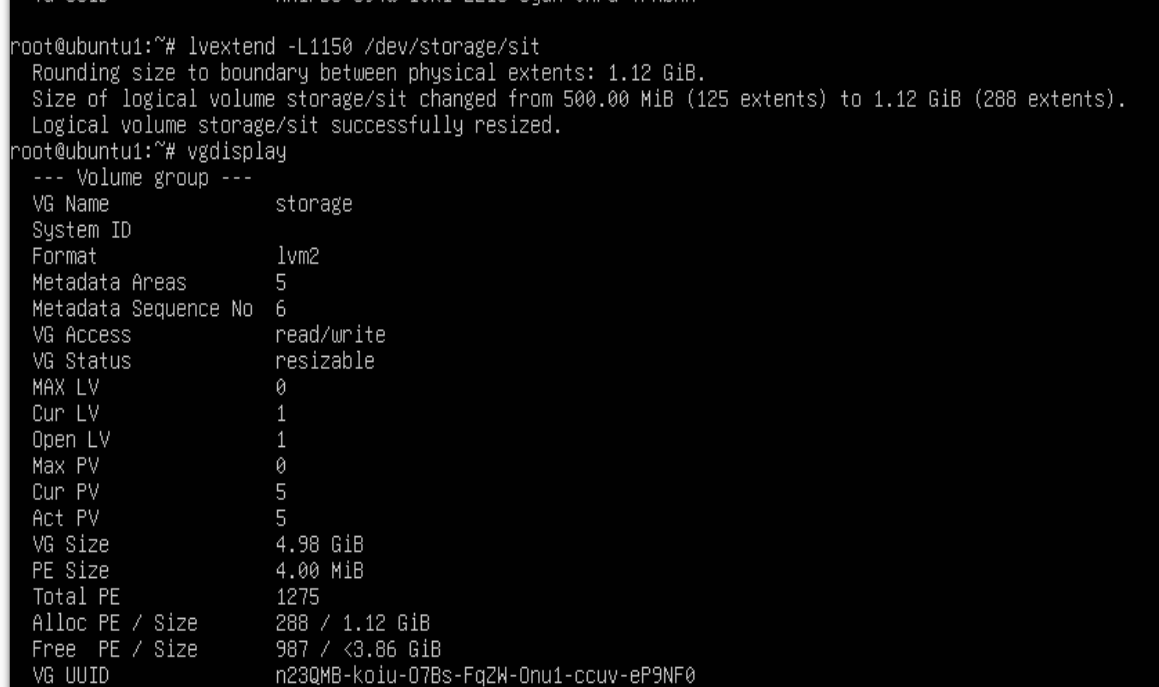 root@ubuntu1:~# lvextend -L1150 /dev/storage/sit
Rounding size to boundary between physical extents: 1.12 GiB.
Size of logical volume storage/sit changed from 500.00 MiB (125 extents) to 1.12 GiB (288 extents).
Logical volume storage/sit successfully resized.
root@ubuntu1:~# vgdisplay
--- Volume group ---
VG Name storage
System ID
Format lvm2
Metadata Areas 5
Metadata Sequence No 6
VG Access read/write
VG Status resizable
MAX LV 0
Cur LV 1
Open LV 1
Max PV 0
Cur PV 5
Act PV 5
VG Size 4.98 GiB
PE Size 4.00 MiB
Total PE 1275
Alloc PE / Size 288 / 1.12 GiB
Free PE / Size 987 / <3.86 GiB
VG UUID n23QMB-koiu-O7Bs-FqZW-Onu1-ccuv-eP9NF0